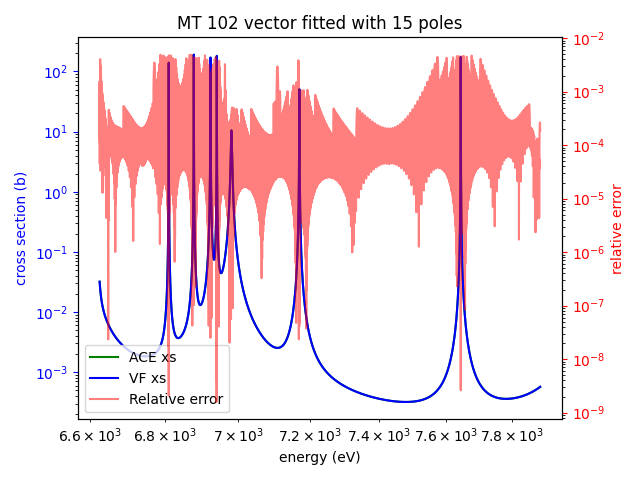 MT 102 vector fitted with 15 poles
cross section (b)
10²
10¹
10⁰
10⁻¹
10⁻²
10⁻³
10⁻²
10⁻³
10⁻⁴
10⁻⁵
10⁻⁶
10⁻⁷
10⁻⁸
10⁻⁹
relative error
ACE xs
VF xs
Relative error
6.6 × 10³ 6.8 × 10³ 7 × 10³ 7.2 × 10³ 7.4 × 10³ 7.6 × 10³ 7.8 × 10³
energy (eV)